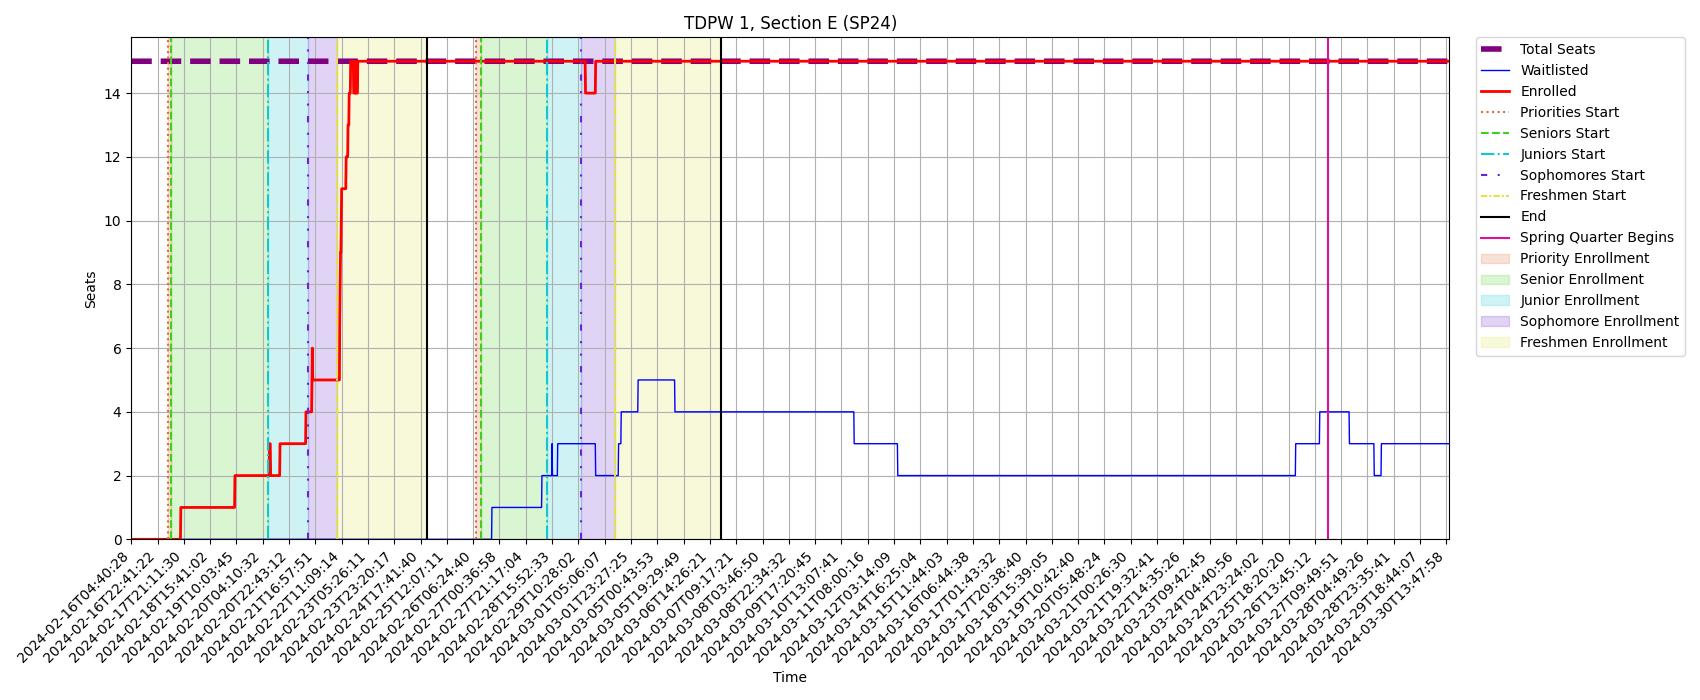 TDPW 1, Section E (SP24)
Seats
14
12
10
8
6
4
2
0
2024-02-16T04:40:28
2024-02-16T22:41:22
2024-02-17T21:11:30
2024-02-18T15:41:02
2024-02-19T10:03:45
2024-02-20T04:10:32
2024-02-20T22:43:12
2024-02-21T16:57:51
2024-02-22T11:09:14
2024-02-23T05:26:11
2024-02-23T23:20:17
2024-02-24T17:41:40
2024-02-25T12:07:11
2024-02-26T06:24:40
2024-02-27T00:36:58
2024-02-27T21:17:04
2024-02-28T15:52:33
2024-02-29T10:28:02
2024-03-01T05:06:07
2024-03-01T23:27:25
2024-03-05T00:43:53
2024-03-05T19:29:49
2024-03-06T14:26:21
2024-03-07T09:17:21
2024-03-08T03:46:50
2024-03-08T22:34:32
2024-03-09T17:20:45
2024-03-10T13:07:41
2024-03-11T08:00:16
2024-03-12T03:14:09
2024-03-14T16:25:04
2024-03-15T11:44:03
2024-03-16T06:44:38
2024-03-17T01:43:32
2024-03-17T20:38:40
2024-03-18T15:39:05
2024-03-19T10:42:40
2024-03-20T05:48:24
2024-03-21T00:26:30
2024-03-21T19:32:41
2024-03-22T14:35:26
2024-03-23T09:42:45
2024-03-24T04:40:56
2024-03-24T23:24:02
2024-03-25T18:20:20
2024-03-26T13:45:12
2024-03-27T09:49:51
2024-03-28T04:49:26
2024-03-28T23:35:41
2024-03-29T18:44:07
2024-03-30T13:47:58
Time
Total Seats
Waitlisted
Enrolled
Priorities Start
Seniors Start
Juniors Start
Sophomores Start
Freshmen Start
End
Spring Quarter Begins
Priority Enrollment
Senior Enrollment
Junior Enrollment
Sophomore Enrollment
Freshmen Enrollment